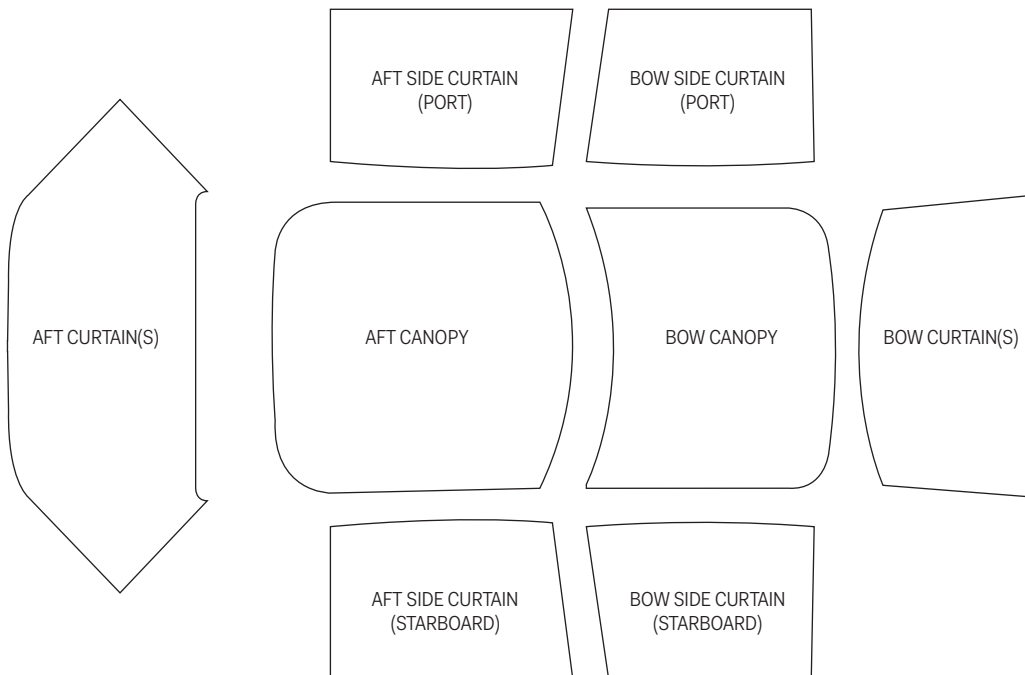 AFT SIDE CURTAIN
(PORT)
BOW SIDE CURTAIN
(PORT)
AFT CURTAIN(S)
AFT CANOPY
BOW CANOPY
BOW CURTAIN(S)
AFT SIDE CURTAIN
(STARBOARD)
BOW SIDE CURTAIN
(STARBOARD)